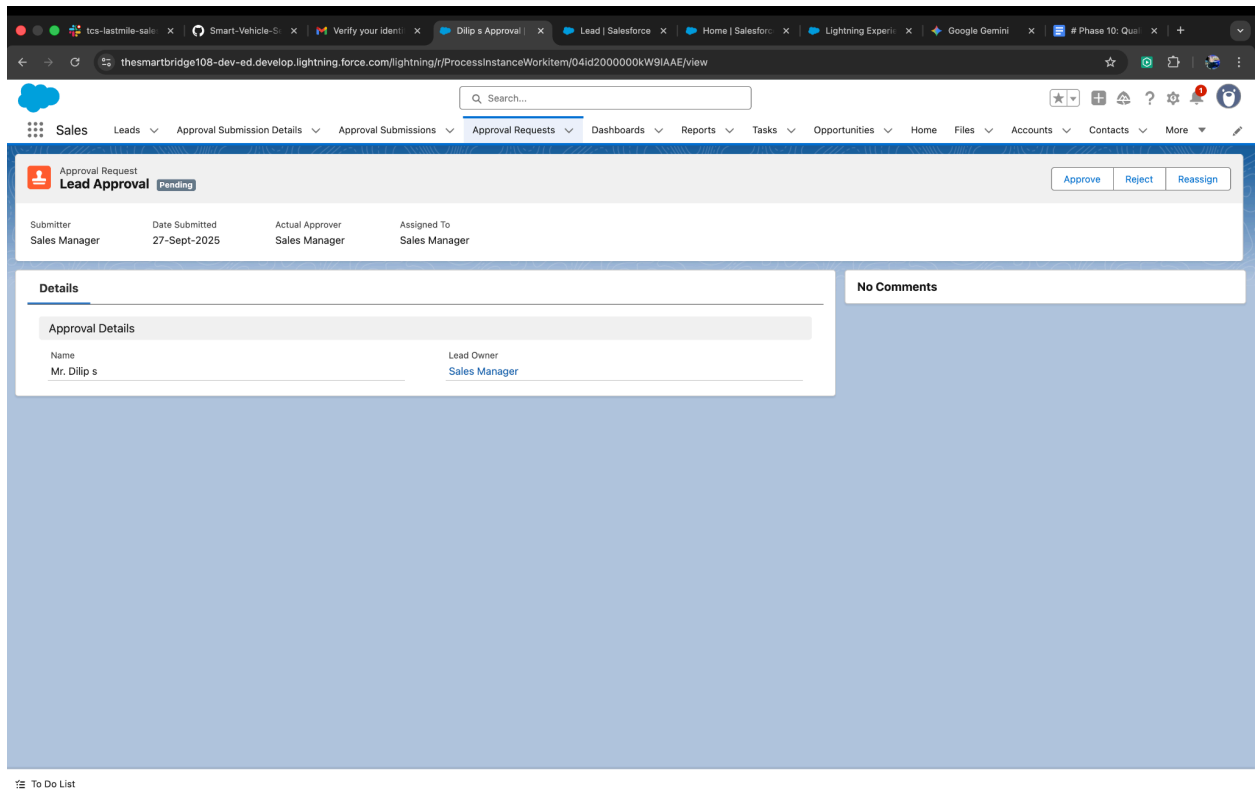 tcs-lastmile-sale
Smart-Vehicle-S
Verify your identi
Dilip s Approval |
Lead | Salesforce
Home | Salesforc
Lightning Experie
Google Gemini
# Phase 10: Qual
thesmartbridge108-dev-ed.develop.lightning.force.com/lightning/r/ProcessInstanceWorkitem/04id2000000kW9IAAE/view
Search...
1
Sales Leads Approval Submission Details Approval Submissions Approval Requests Dashboards Reports Tasks Opportunities Home Files Accounts Contacts More
Approval Request
Lead Approval Pending
Approve Reject Reassign
Submitter Date Submitted Actual Approver Assigned To
Sales Manager 27-Sept-2025 Sales Manager Sales Manager
Details
No Comments
Approval Details
Name Lead Owner
Mr. Dilip s Sales Manager
To Do List